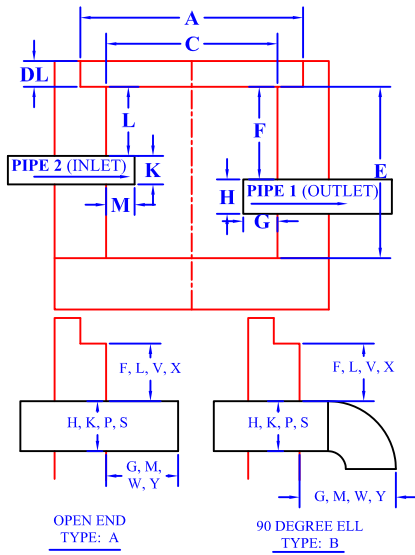 A
C
DL
L
F
E
PIPE 2 (INLET)
K
PIPE 1 (OUTLET)
H
M
G
F, L, V, X
F, L, V, X
H, K, P, S
H, K, P, S
G, M,
W, Y
G, M, W, Y
OPEN END
TYPE: A
90 DEGREE ELL
TYPE: B